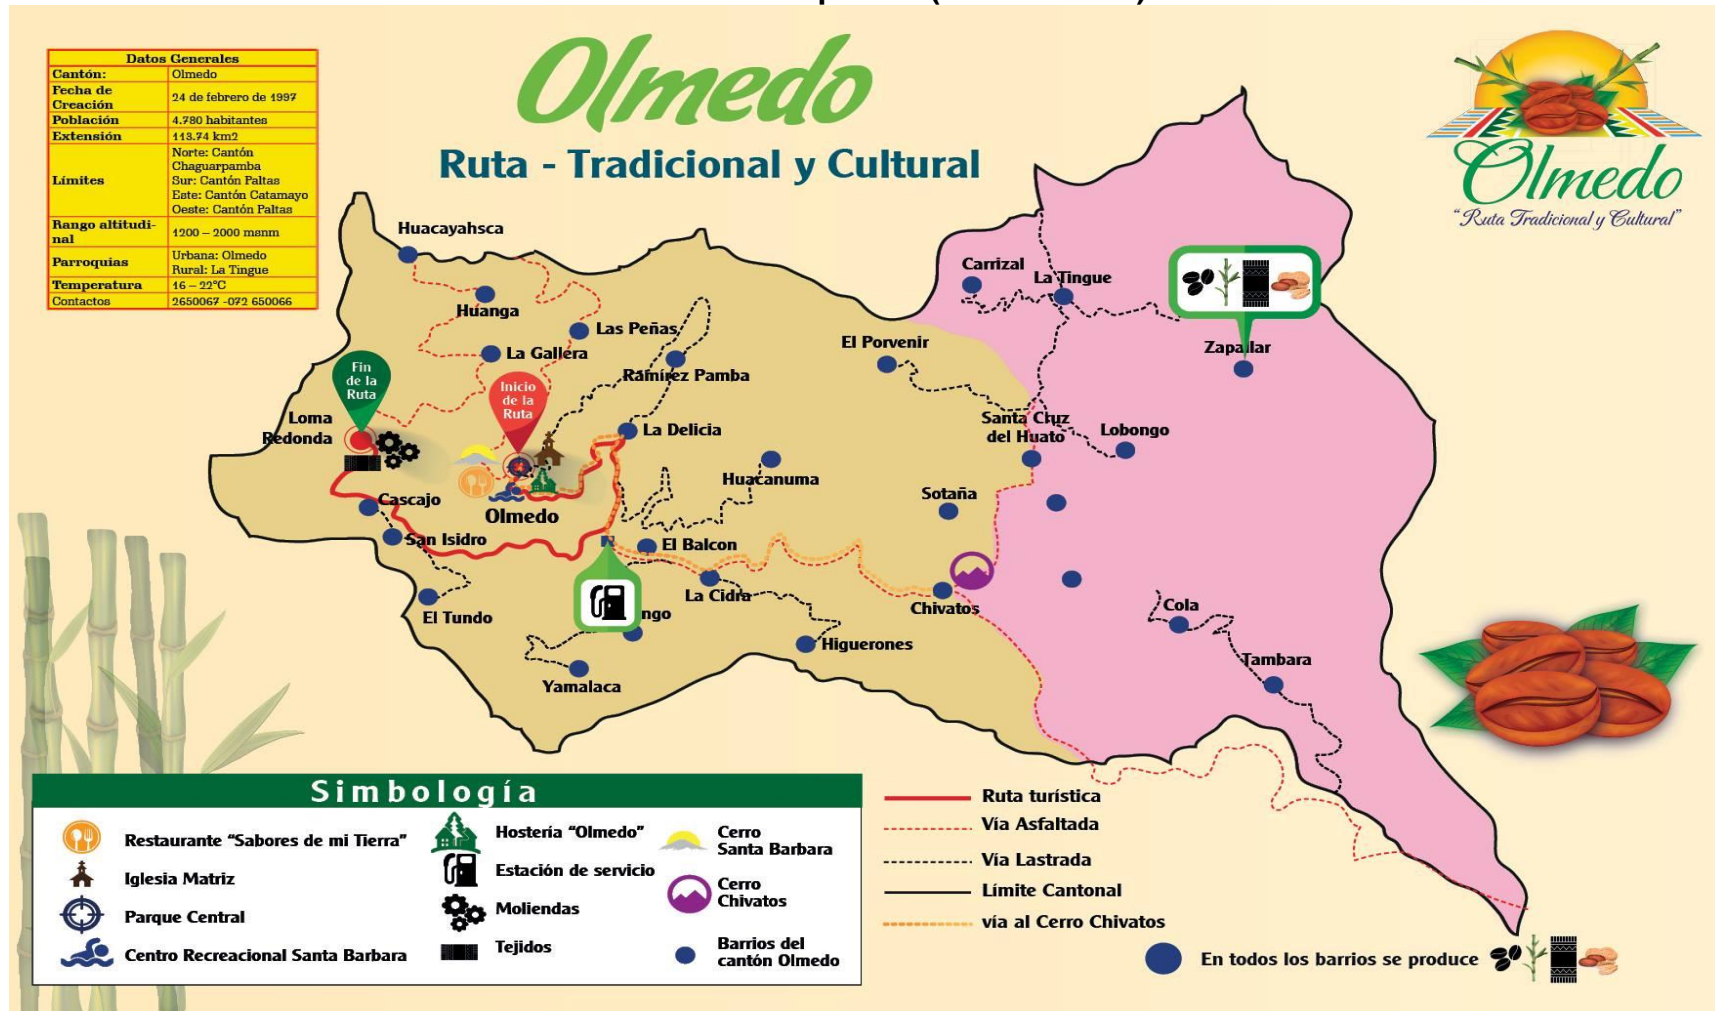 Datos Generales
Cantón: Olmedo
Fecha de
Creación 24 de febrero de 1997
Población 4.780 habitantes
Extensión 113.74 km2
Límites
Norte: Cantón
Chaguarpamba
Sur: Cantón Paltas
Este: Cantón Catamayo
Oeste: Cantón Paltas
Rango altitudi-
nal 1200 – 2000 msnm
Parroquias
Urbana: Olmedo
Rural: La Tingue
Temperatura 16 – 22°C
Contactos 2650067 -072 650066
Olmedo
Ruta - Tradicional y Cultural
Olmedo
“Ruta Tradicional y Cultural”
Huacayahsca
Huanga
Las Peñas
La Gallera
Ramírez Pamba
Fin
de la
Ruta
Inicio
de la
Ruta
Loma
Redonda
La Delicia
Huacanuma
Cascajo
Olmedo
San Isidro
El Balcon
El Tundo
La Cidra
ngo
Yamalaca
Higuerones
Chivatos
Sotaña
El Porvenir
Santa Cruz
del Huato
Lobongo
Carrizal
La Tingue
Zapallar
Cola
Tambara
Simbología
Restaurante “Sabores de mi Tierra”
Iglesia Matriz
Parque Central
Centro Recreacional Santa Barbara
Hostería “Olmedo”
Estación de servicio
Moliendas
Tejidos
Cerro
Santa Barbara
Cerro
Chivatos
Barrios del
cantón Olmedo
Ruta turística
Vía Asfaltada
Vía Lastrada
Límite Cantonal
vía al Cerro Chivatos
En todos los barrios se produce